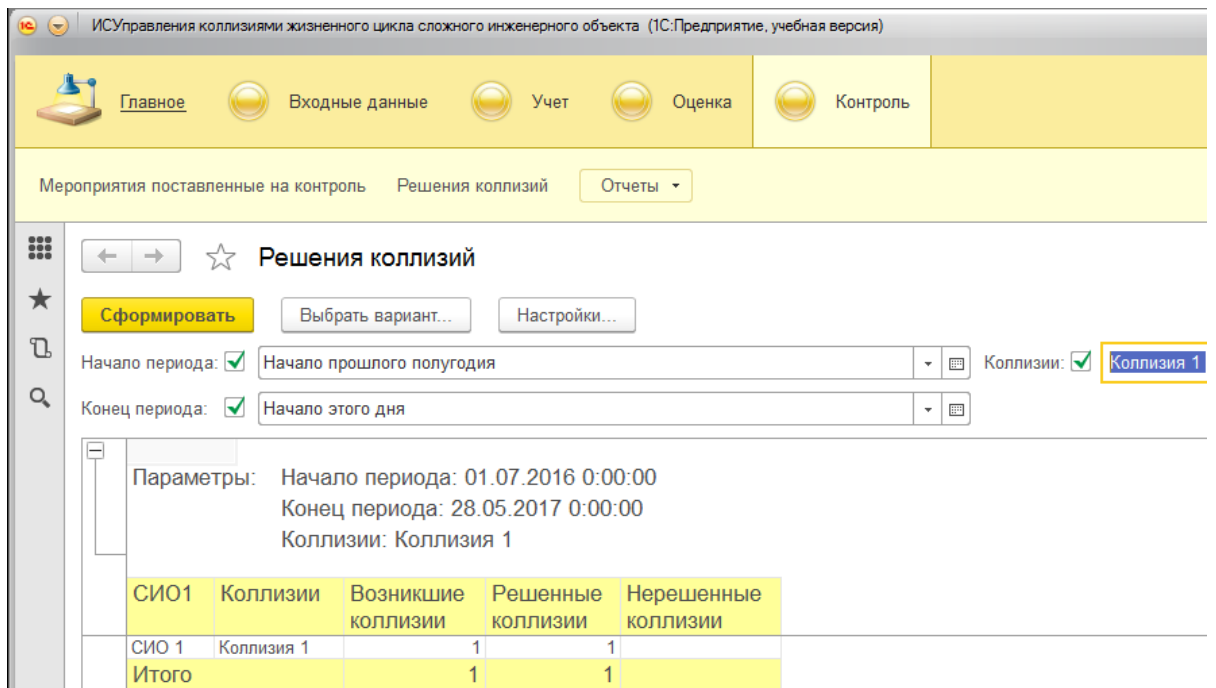 1С ИСУправления коллизиями жизненного цикла сложного инженерного объекта (1С:Предприятие, учебная версия)
Главное Входные данные Учет Оценка Контроль
Мероприятия поставленные на контроль Решения коллизий Отчеты
Решения коллизий
Сформировать Выбрать вариант... Настройки...
Начало периода: Начало прошлого полугодия Коллизии: Коллизия 1
Конец периода: Начало этого дня
Параметры: Начало периода: 01.07.2016 0:00:00
Конец периода: 28.05.2017 0:00:00
Коллизии: Коллизия 1
СИО1 Коллизии Возникшие Решенные Нерешенные
коллизии коллизии коллизии
СИО 1 Коллизия 1 1 1
Итого 1 1